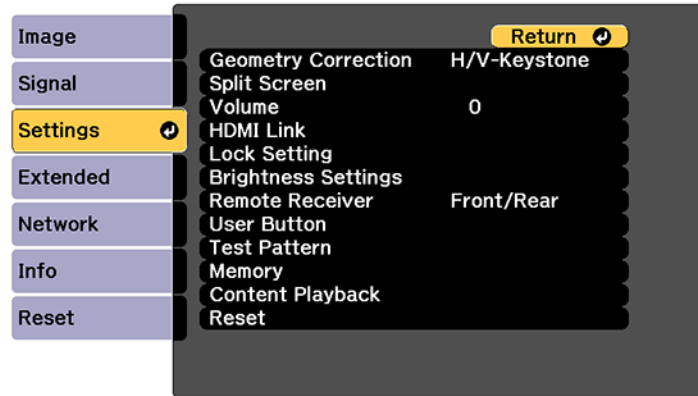 Image
Signal
Settings
Extended
Network
Info
Reset
Return
Geometry Correction H/V-Keystone
Split Screen
Volume 0
HDMI Link
Lock Setting
Brightness Settings
Remote Receiver Front/Rear
User Button
Test Pattern
Memory
Content Playback
Reset